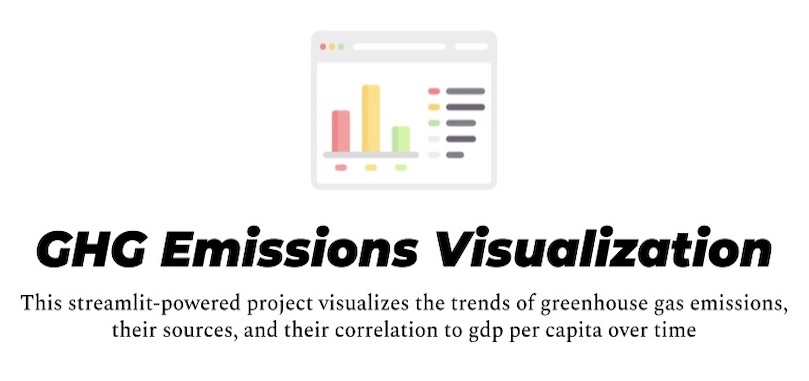 GHG Emissions Visualization
This streamlit-powered project visualizes the trends of greenhouse gas emissions,
their sources, and their correlation to gdp per capita over time